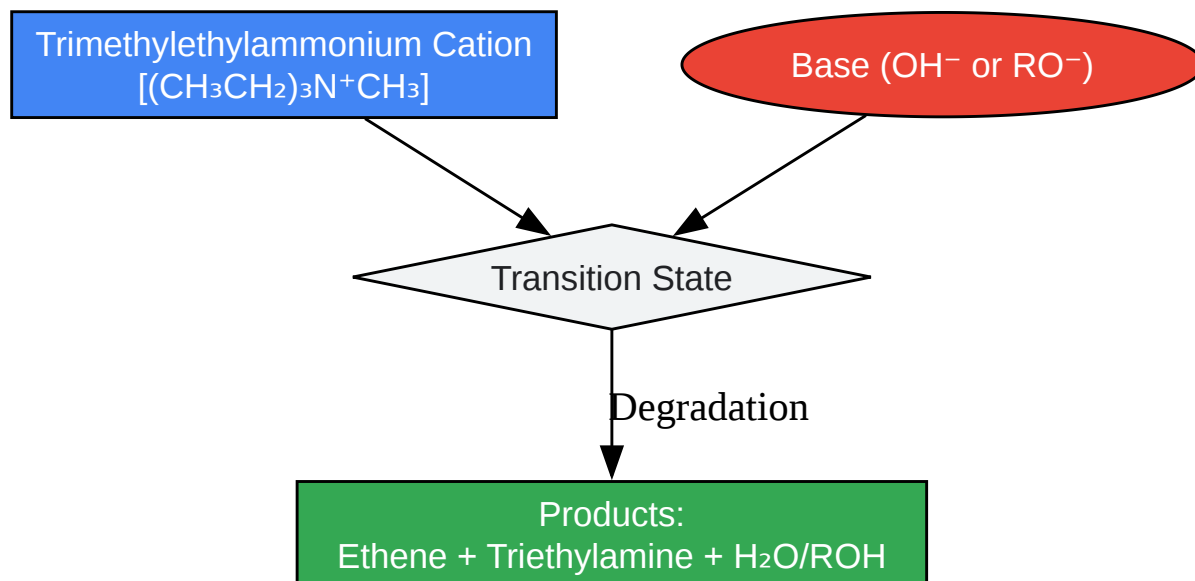 Trimethylethylammonium Cation
[(CH₃CH₂)₃N⁺CH₃]
Base (OH⁻ or RO⁻)
Transition State
Degradation
Products:
Ethene + Triethylamine + H₂O/ROH